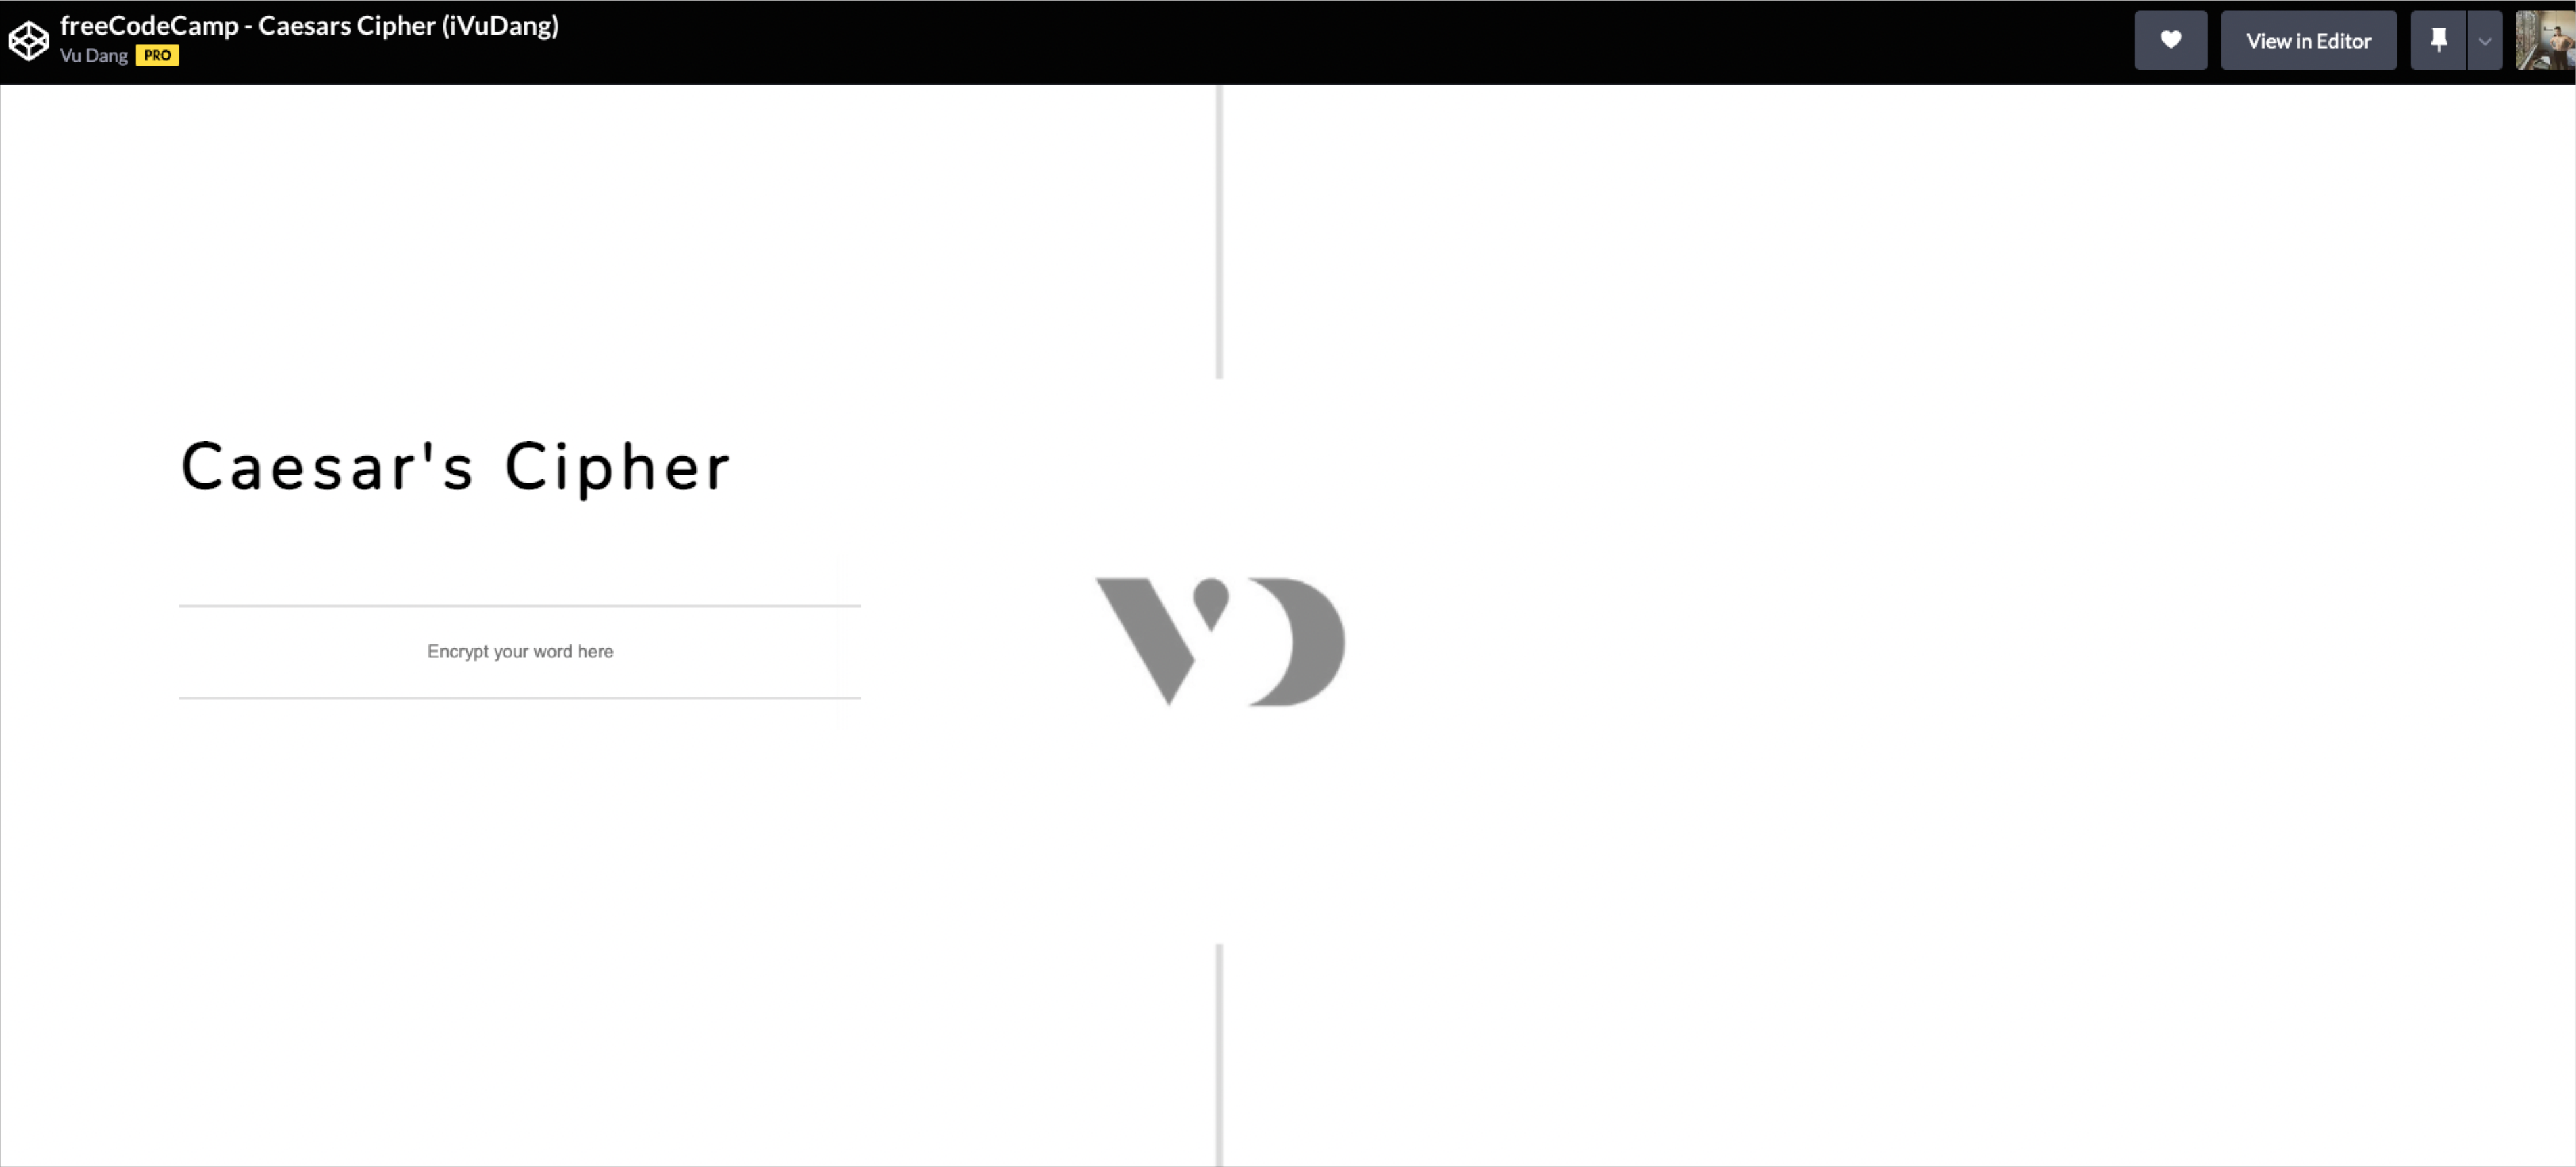 freeCodeCamp - Caesars Cipher (iVuDang)
Vu Dang PRO
View in Editor
Caesar's Cipher
Encrypt your word here
VD